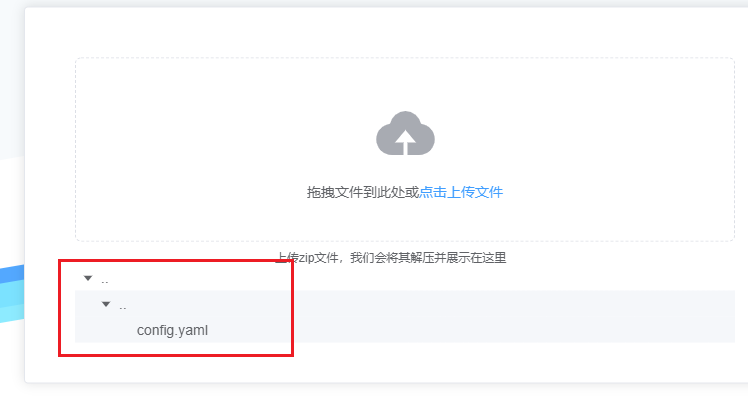 拖拽文件到此处或点击上传文件
上传zip文件，我们会将其解压并展示在这里
..
..
config.yaml